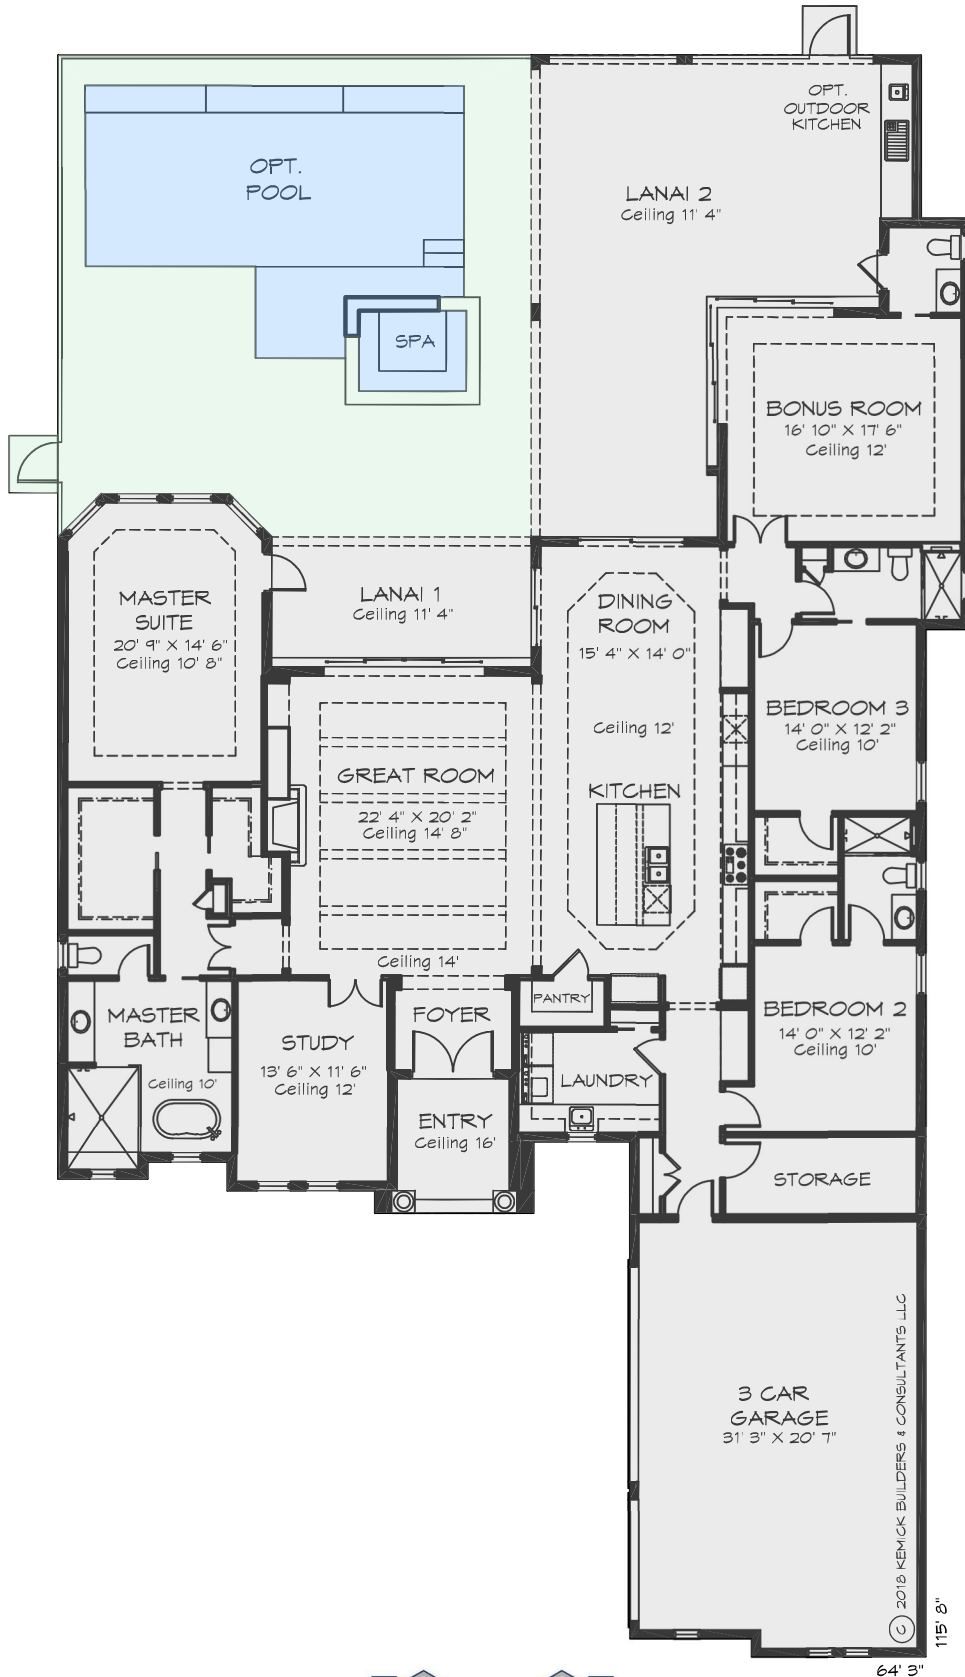 OPT.
OUTDOOR
KITCHEN
OPT.
POOL
LANAI 2
Ceiling 11' 4"
SPA
BONUS ROOM
16' 10" X 17' 6"
Ceiling 12'
MASTER
SUITE
20' 9" X 14' 6"
Ceiling 10' 8"
LANAI 1
Ceiling 11' 4"
DINING
ROOM
15' 4" X 14' 0"
Ceiling 12'
BEDROOM 3
14' 0" X 12' 2"
Ceiling 10'
GREAT ROOM
22' 4" X 20' 2"
Ceiling 14' 8"
KITCHEN
Ceiling 14'
PANTRY
MASTER
BATH
Ceiling 10'
STUDY
13' 6" X 11' 6"
Ceiling 12'
FOYER
BEDROOM 2
14' 0" X 12' 2"
Ceiling 10'
LAUNDRY
ENTRY
Ceiling 16'
STORAGE
3 CAR
GARAGE
31' 3" X 20' 7"
© 2018 KEMICK BUILDERS & CONSULTANTS LLC
115' 8"
64' 3"